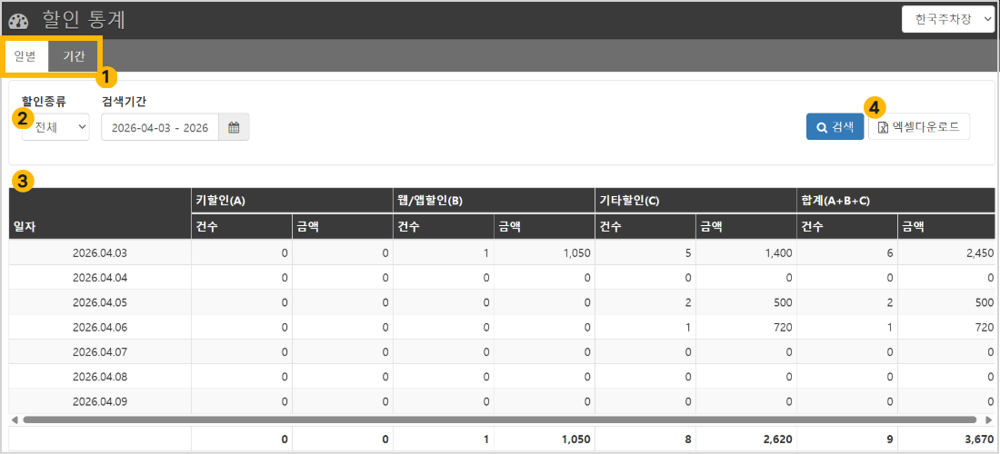 할인 통계
한국주차장
일별 기간
1
할인종류 검색기간
2 전체 2026-04-03 - 2026 검색 4 엑셀다운로드
3
일자 키할인(A) 웹/앱할인(B) 기타할인(C) 합계(A+B+C)
건수 금액 건수 금액 건수 금액 건수 금액
2026.04.03 0 0 1 1,050 5 1,400 6 2,450
2026.04.04 0 0 0 0 0 0 0 0
2026.04.05 0 0 0 0 2 500 2 500
2026.04.06 0 0 0 0 1 720 1 720
2026.04.07 0 0 0 0 0 0 0 0
2026.04.08 0 0 0 0 0 0 0 0
2026.04.09 0 0 0 0 0 0 0 0
0 0 1 1,050 8 2,620 9 3,670